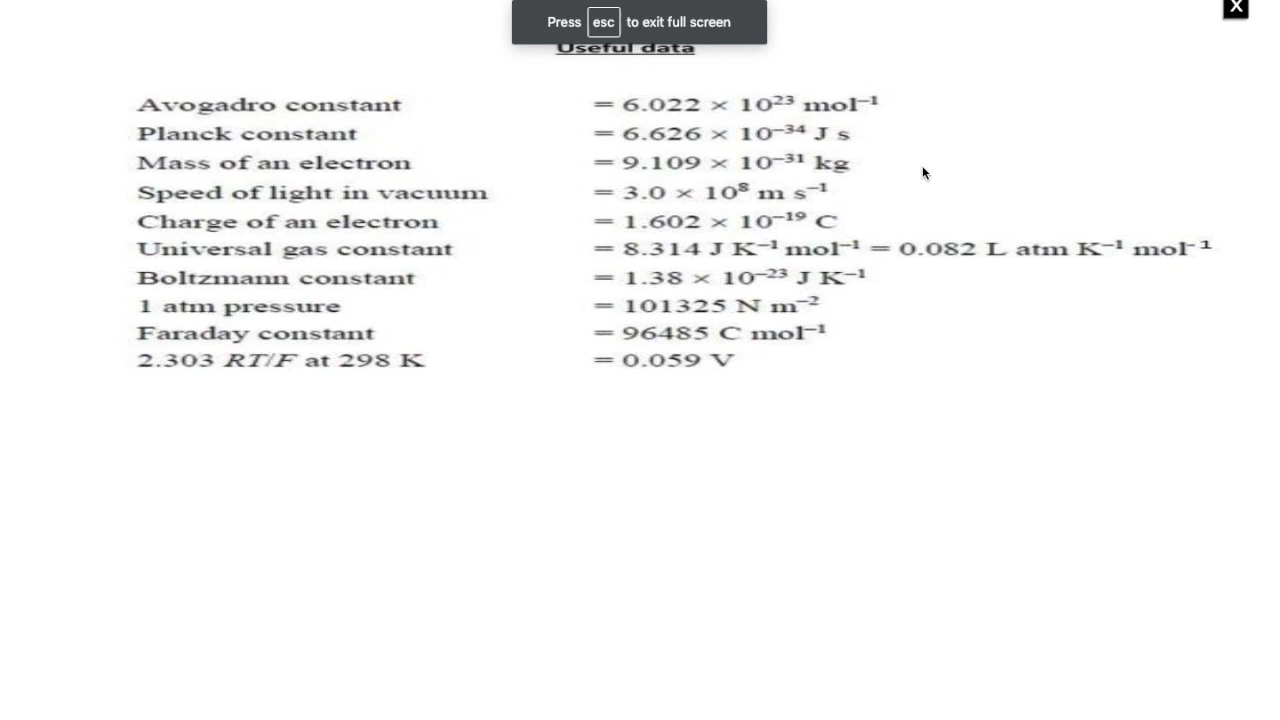 X
Press esc to exit full screen
Useful data
Avogadro constant = 6.022 × 10²³ mol⁻¹
Planck constant = 6.626 × 10⁻³⁴ J s
Mass of an electron = 9.109 × 10⁻³¹ kg
Speed of light in vacuum = 3.0 × 10⁸ m s⁻¹
Charge of an electron = 1.602 × 10⁻¹⁹ C
Universal gas constant = 8.314 J K⁻¹ mol⁻¹ = 0.082 L atm K⁻¹ mol⁻¹
Boltzmann constant = 1.38 × 10⁻²³ J K⁻¹
1 atm pressure = 101325 N m⁻²
Faraday constant = 96485 C mol⁻¹
2.303 RT/F at 298 K = 0.059 V